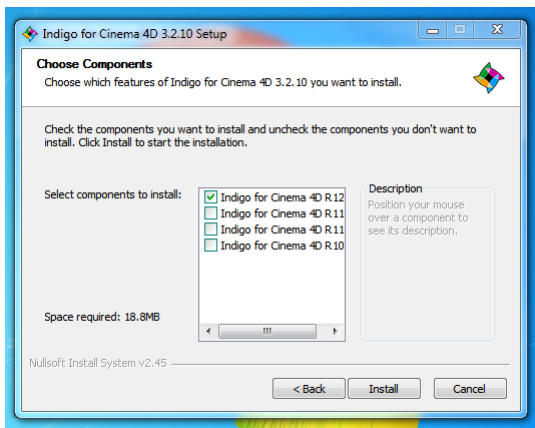 Indigo for Cinema 4D 3.2.10 Setup
Choose Components
Choose which features of Indigo for Cinema 4D 3.2.10 you want to install.
Check the components you want to install and uncheck the components you don't want to
install. Click Install to start the installation.
Select components to install:
Indigo for Cinema 4D R12
Indigo for Cinema 4D R11
Indigo for Cinema 4D R11
Indigo for Cinema 4D R10
Description
Position your mouse
over a component to
see its description.
Space required: 18.8MB
Nullsoft Install System v2.45
< Back
Install
Cancel